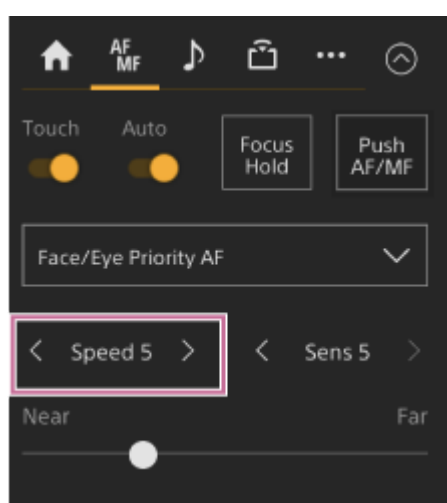 AF
MF
Touch Auto
Focus
Hold
Push
AF/MF
Face/Eye Priority AF
Speed 5
Sens 5
Near Far